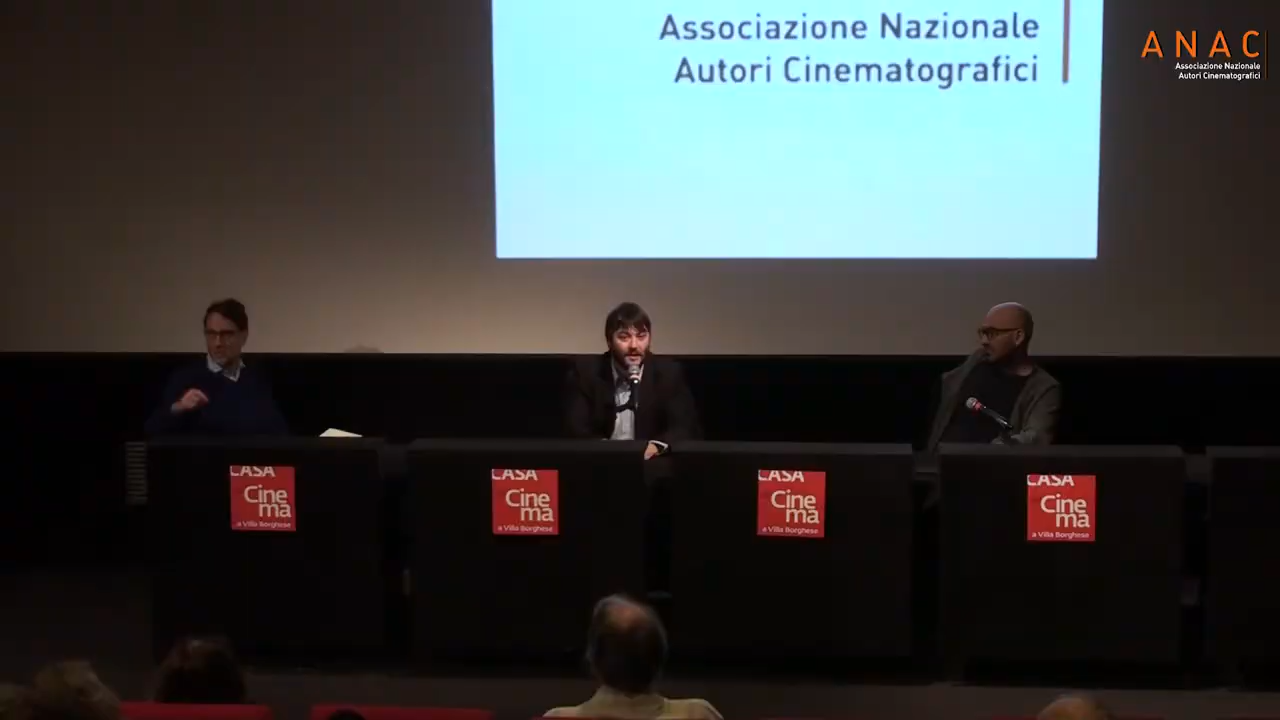 Associazione Nazionale
Autori Cinematografici
ANAC
Associazione Nazionale
Autori Cinematografici
CASA
Cine
ma
a Villa Borghese
CASA
Cine
ma
a Villa Borghese
CASA
Cine
ma
a Villa Borghese
CASA
Cine
ma
a Villa Borghese